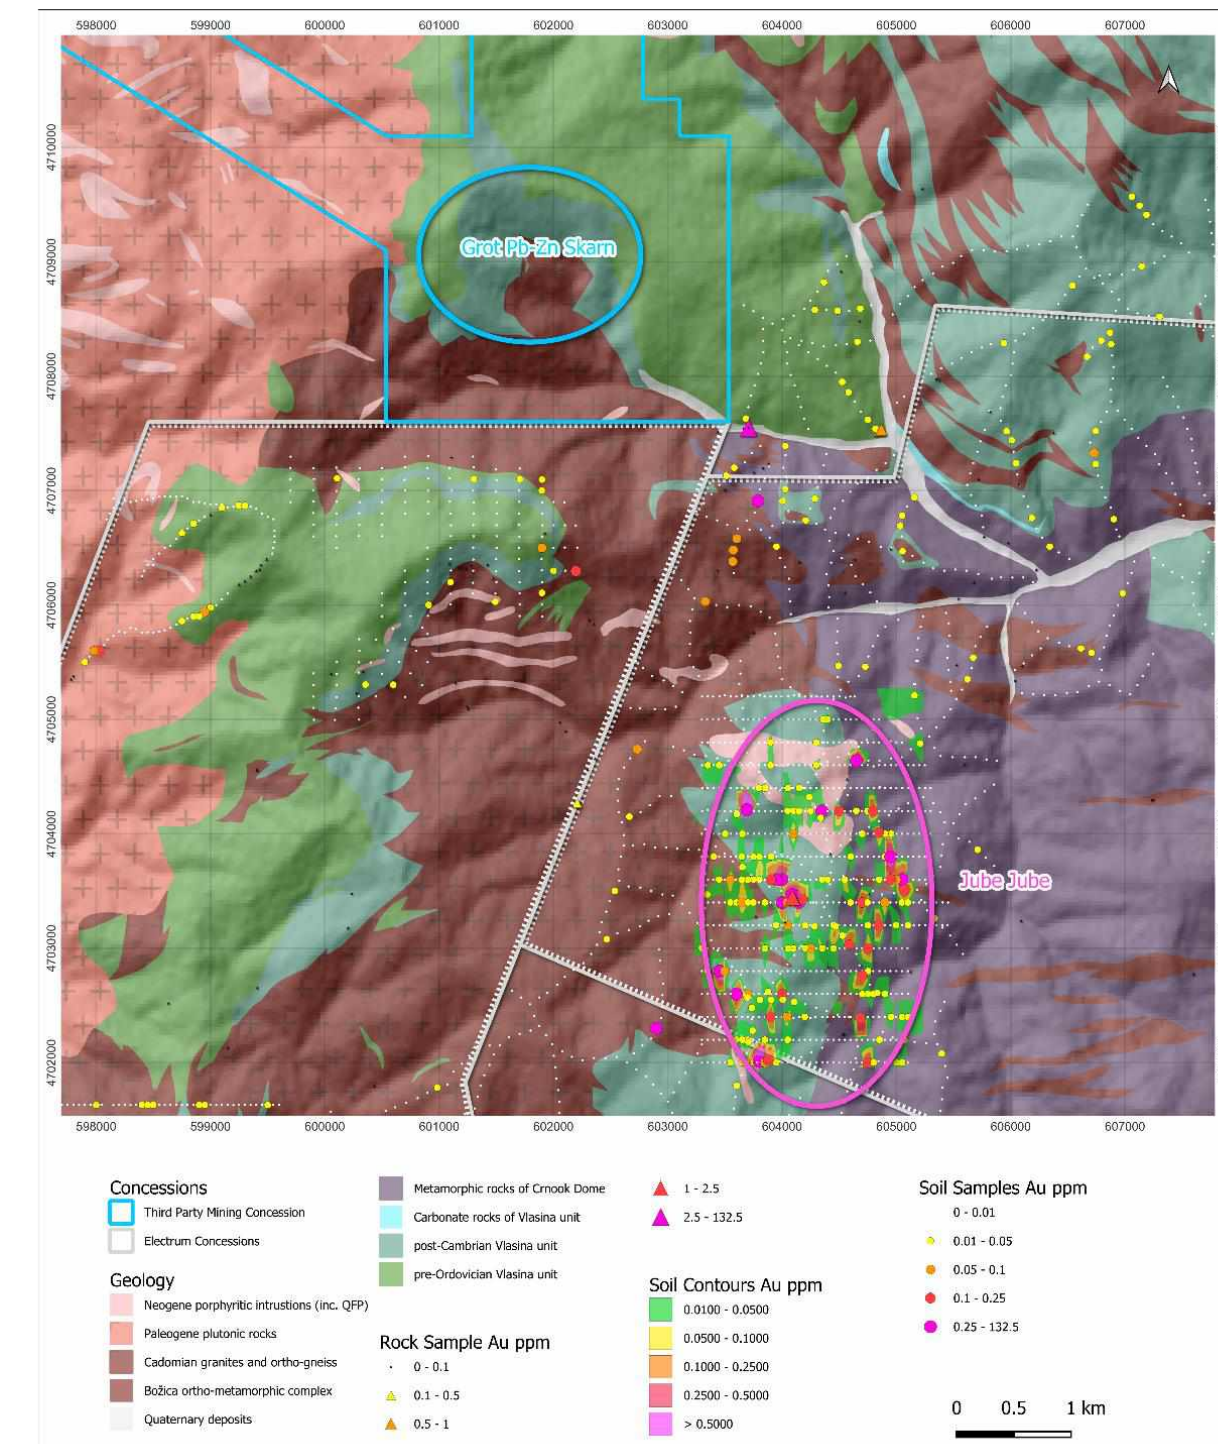 598000 599000 600000 601000 602000 603000 604000 605000 606000 607000
4710000
4709000
4708000
4707000
4706000
4705000
4704000
4703000
4702000
Grot Pb-Zn Skarn
Jube Jube
598000 599000 600000 601000 602000 603000 604000 605000 606000 607000
Concessions
Third Party Mining Concession
Electrum Concessions
Geology
Neogene porphyritic intrustions (inc. QFP)
Paleogene plutonic rocks
Cadomian granites and ortho-gneiss
Božica ortho-metamorphic complex
Quaternary deposits
Metamorphic rocks of Crnook Dome
Carbonate rocks of Vlasina unit
post-Cambrian Vlasina unit
pre-Ordovician Vlasina unit
Rock Sample Au ppm
0 - 0.1
0.1 - 0.5
0.5 - 1
1 - 2.5
2.5 - 132.5
Soil Contours Au ppm
0.0100 - 0.0500
0.0500 - 0.1000
0.1000 - 0.2500
0.2500 - 0.5000
> 0.5000
Soil Samples Au ppm
0 - 0.01
0.01 - 0.05
0.05 - 0.1
0.1 - 0.25
0.25 - 132.5
0 0.5 1 km